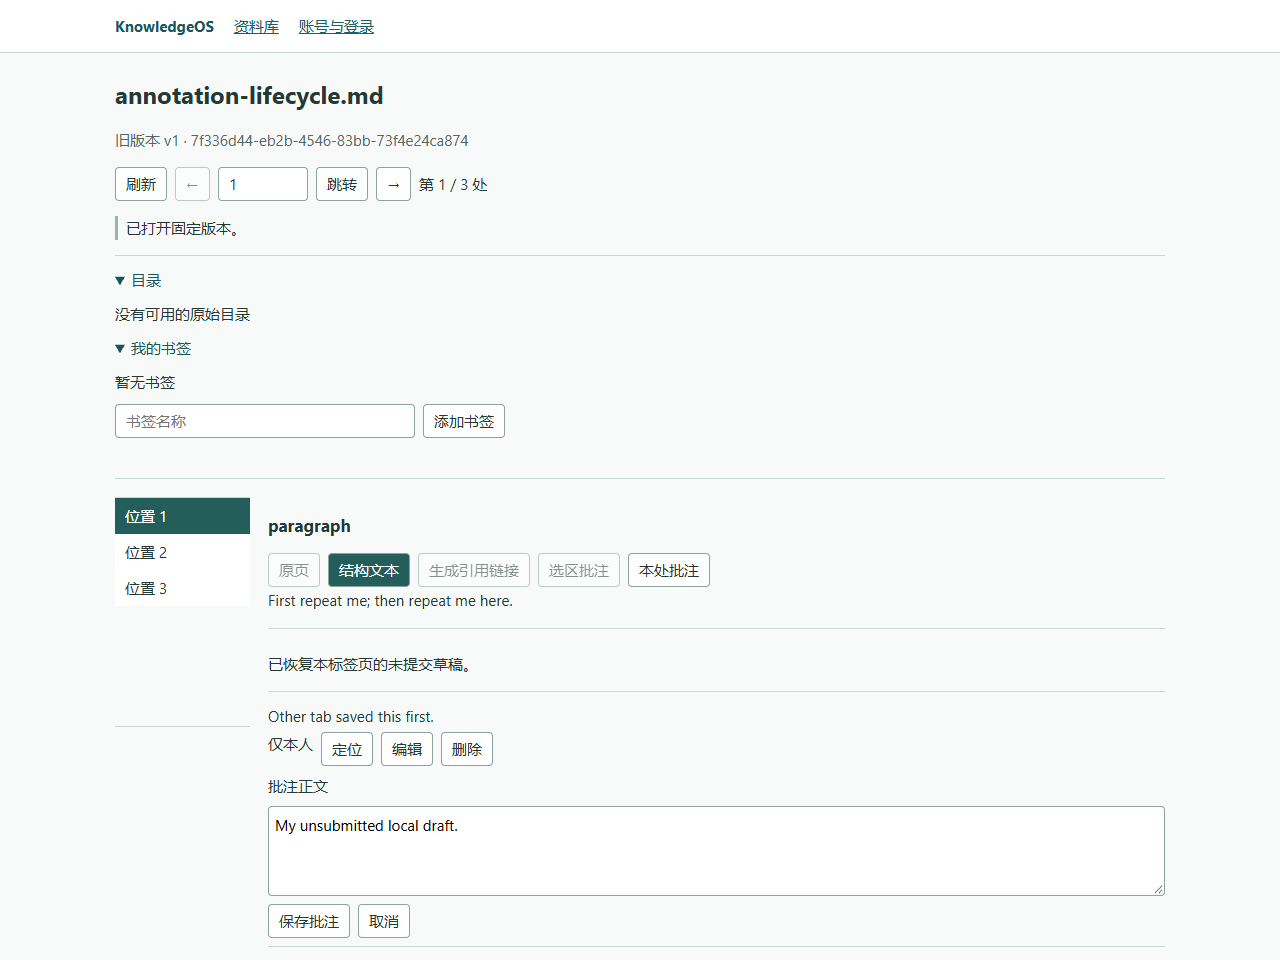 KnowledgeOS 资料库 账号与登录
annotation-lifecycle.md
旧版本 v1 · 7f336d44-eb2b-4546-83bb-73f4e24ca874
刷新 ← 1 跳转 → 第 1 / 3 处
已打开固定版本。
▼ 目录
没有可用的原始目录
▼ 我的书签
暂无书签
书签名称 添加书签
位置 1
位置 2
位置 3
paragraph
原页 结构文本 生成引用链接 选区批注 本处批注
First repeat me; then repeat me here.
已恢复本标签页的未提交草稿。
Other tab saved this first.
仅本人 定位 编辑 删除
批注正文
My unsubmitted local draft.
保存批注 取消